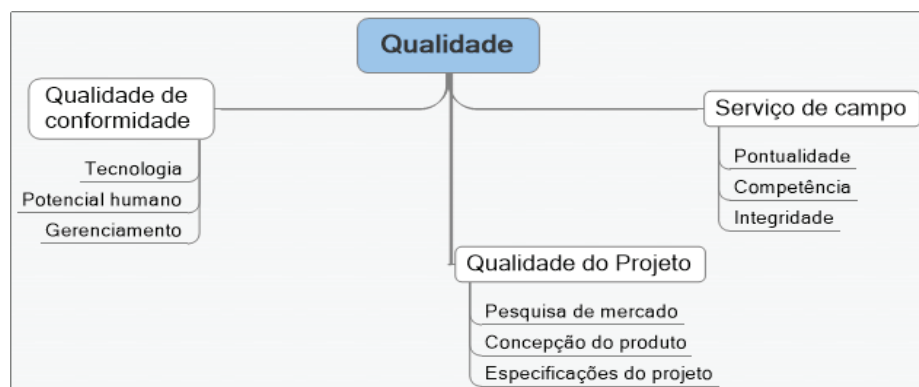 Qualidade
Qualidade de
conformidade
Tecnologia
Potencial humano
Gerenciamento
Serviço de campo
Pontualidade
Competência
Integridade
Qualidade do Projeto
Pesquisa de mercado
Concepção do produto
Especificações do projeto